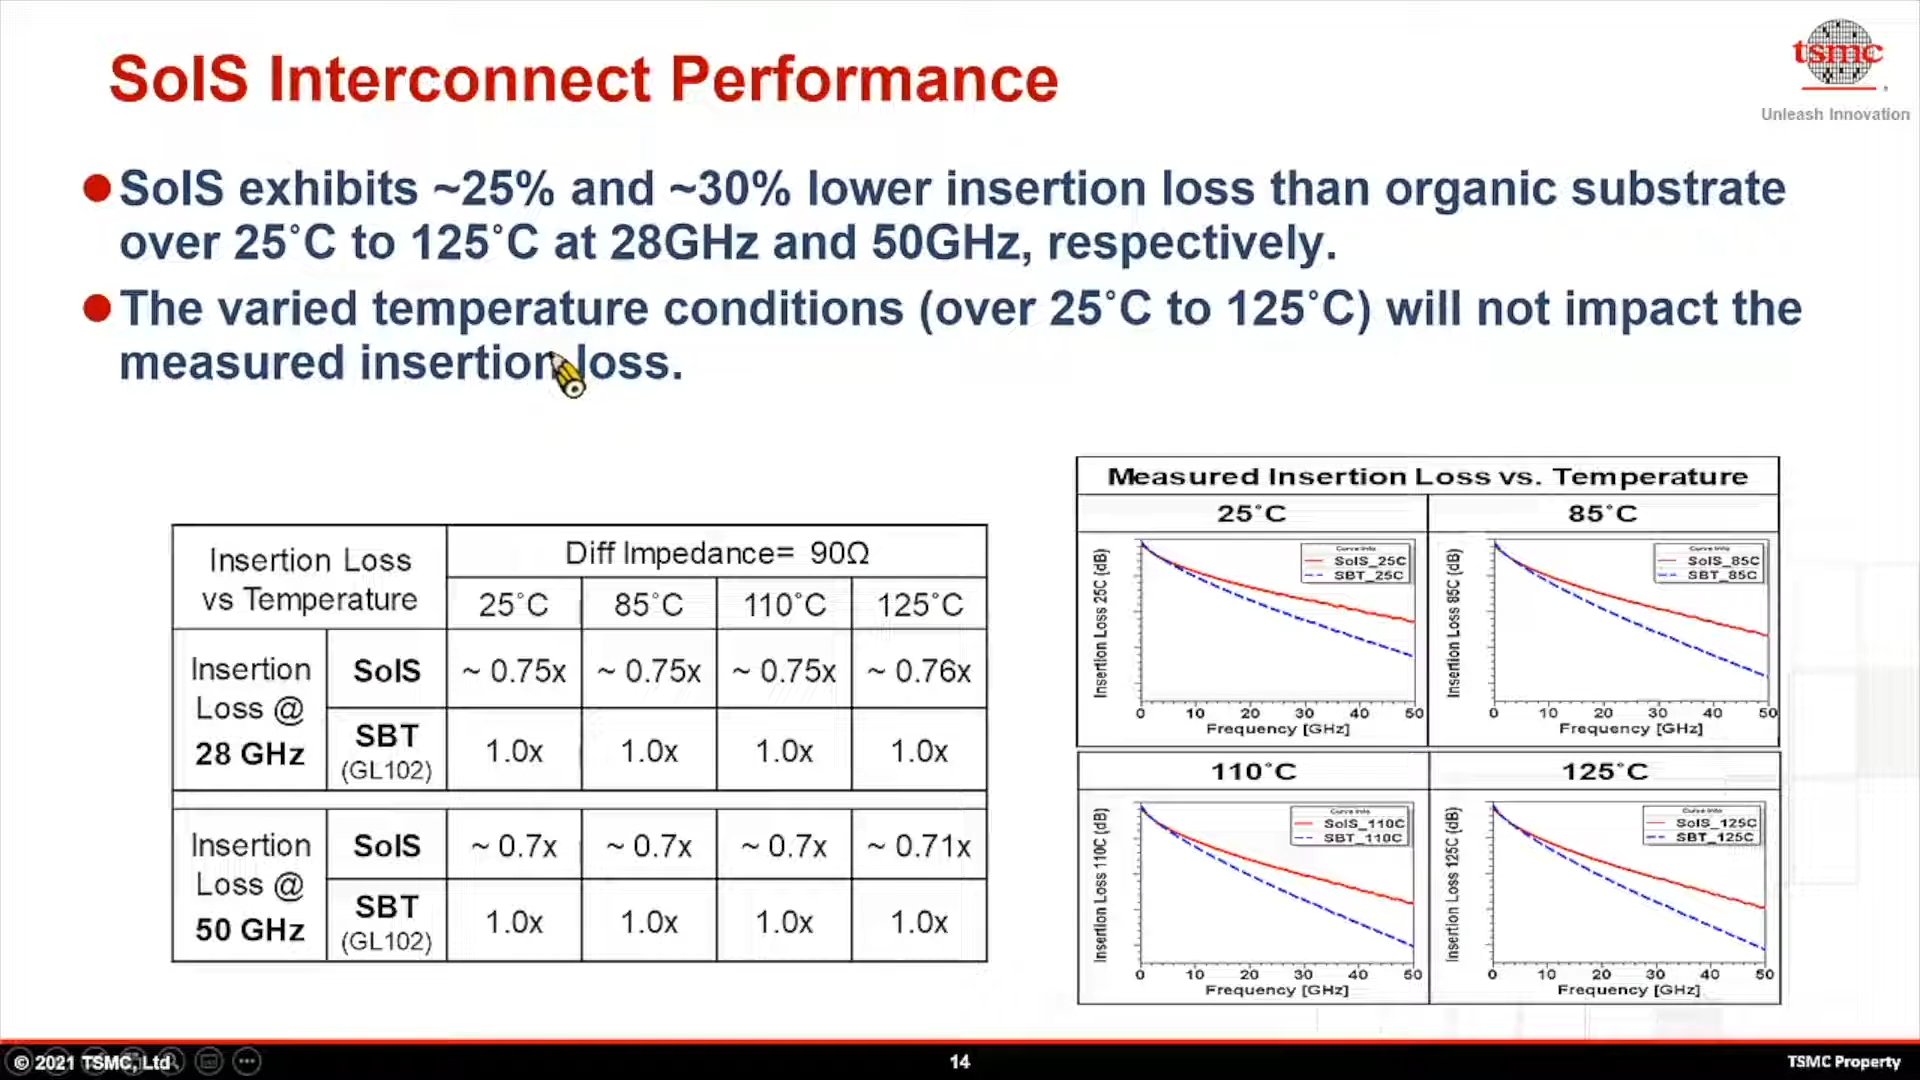 SoIS Interconnect Performance
tsmc
Unleash Innovation
SoIS exhibits ~25% and ~30% lower insertion loss than organic substrate
over 25°C to 125°C at 28GHz and 50GHz, respectively.
The varied temperature conditions (over 25°C to 125°C) will not impact the
measured insertion loss.
Insertion Loss
vs Temperature
Diff Impedance= 90Ω
25°C 85°C 110°C 125°C
Insertion
Loss @
28 GHz
SoIS ~ 0.75x ~ 0.75x ~ 0.75x ~ 0.76x
SBT
(GL102)
1.0x 1.0x 1.0x 1.0x
Insertion
Loss @
50 GHz
SoIS ~ 0.7x ~ 0.7x ~ 0.7x ~ 0.71x
SBT
(GL102)
1.0x 1.0x 1.0x 1.0x
Measured Insertion Loss vs. Temperature
25°C
Insertion Loss 25C (dB)
Curve Info
SoIS_25C
SBT_25C
0 10 20 30 40 50
Frequency [GHz]
85°C
Insertion Loss 85C (dB)
Curve Info
SoIS_85C
SBT_85C
0 10 20 30 40 50
Frequency [GHz]
110°C
Insertion Loss 110C (dB)
Curve Info
SoIS_110C
SBT_110C
0 10 20 30 40 50
Frequency [GHz]
125°C
Insertion Loss 125C (dB)
Curve Info
SoIS_125C
SBT_125C
0 10 20 30 40 50
Frequency [GHz]
© 2021 TSMC, Ltd
14
TSMC Property